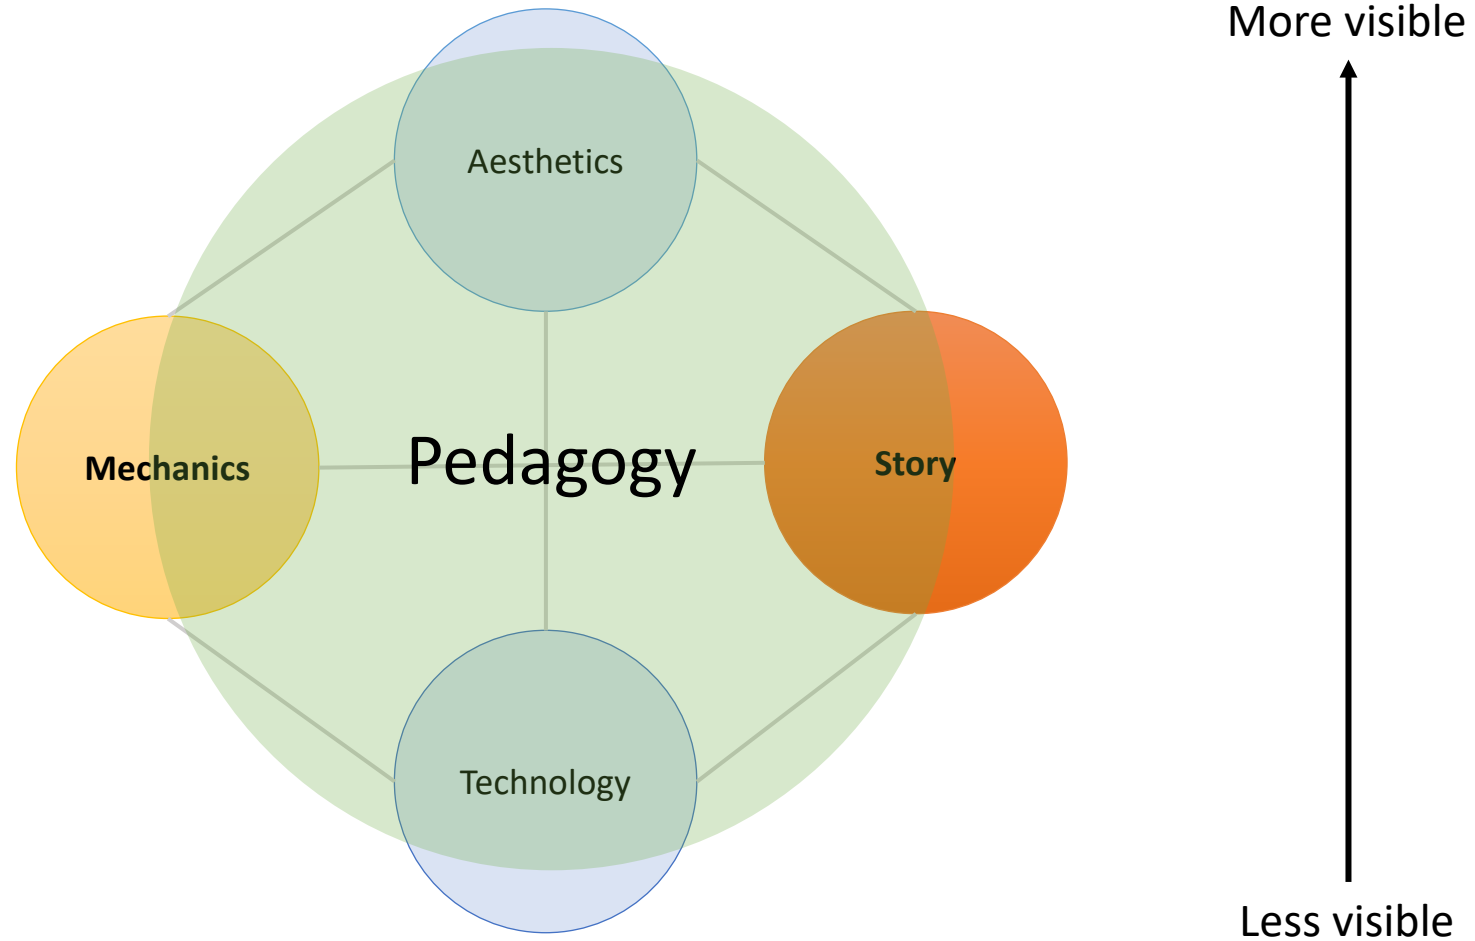 More visible
Aesthetics
Mechanics
Pedagogy
Story
Technology
Less visible